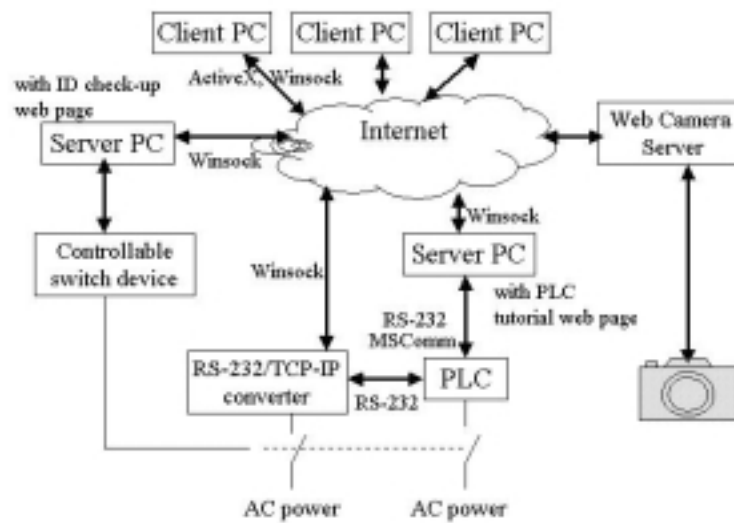 Client PC
Client PC
Client PC
ActiveX, Winsock
with ID check-up
web page
Internet
Server PC
Winsock
Web Camera
Server
Winsock
Controllable
switch device
Server PC
Winsock
with PLC
tutorial web page
RS-232
MSComm
RS-232/TCP-IP
converter
RS-232
PLC
AC power
AC power